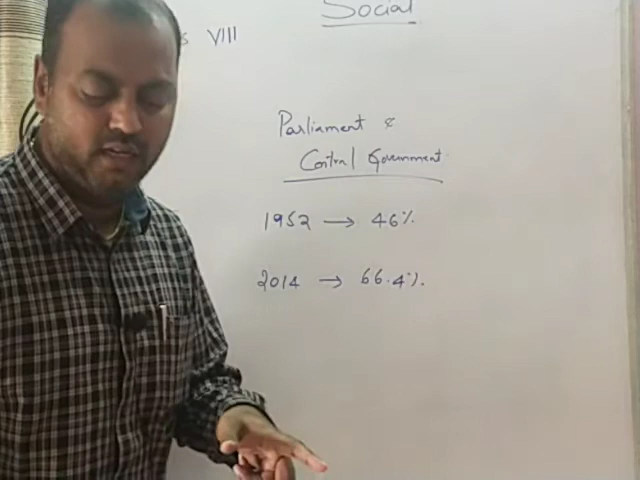 Social
s VIII
Parliament &
Central Government
1952 → 46%.
2014 → 66.4%.